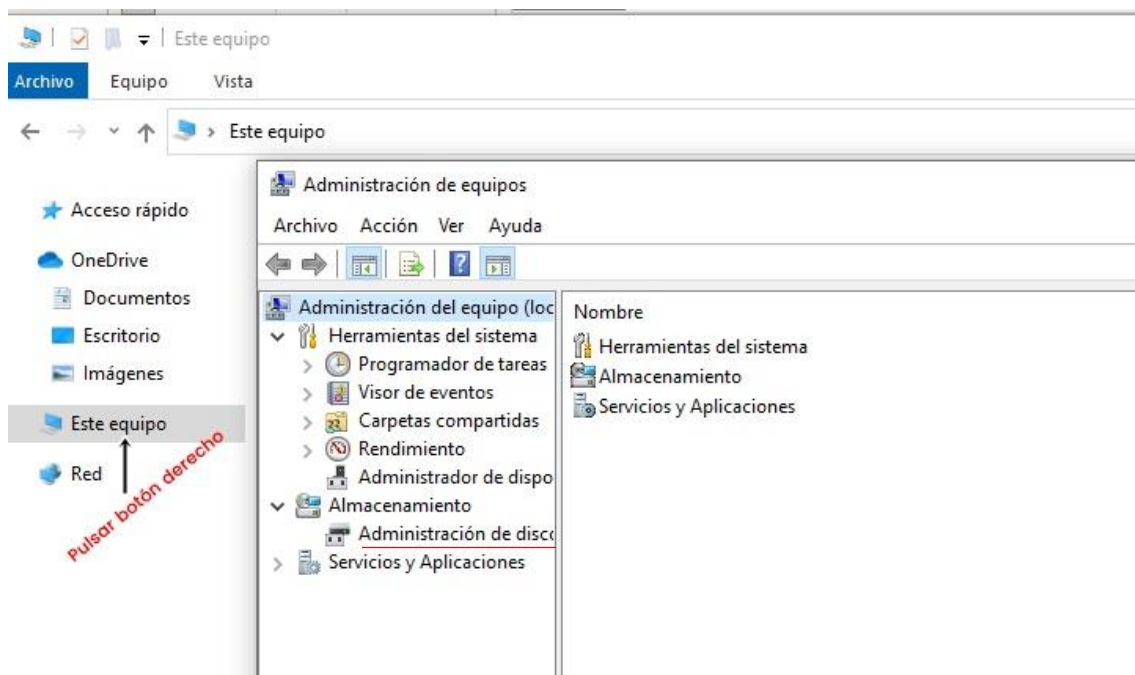 Este equipo
Archivo Equipo Vista
Este equipo
Acceso rápido
OneDrive
Documentos
Escritorio
Imágenes
Este equipo
Red
Pulsar botón derecho
Administración de equipos
Archivo Acción Ver Ayuda
Administración del equipo (loc
Herramientas del sistema
Programador de tareas
Visor de eventos
Carpetas compartidas
Rendimiento
Administrador de dispo
Almacenamiento
Administración de disc
Servicios y Aplicaciones
Nombre
Herramientas del sistema
Almacenamiento
Servicios y Aplicaciones